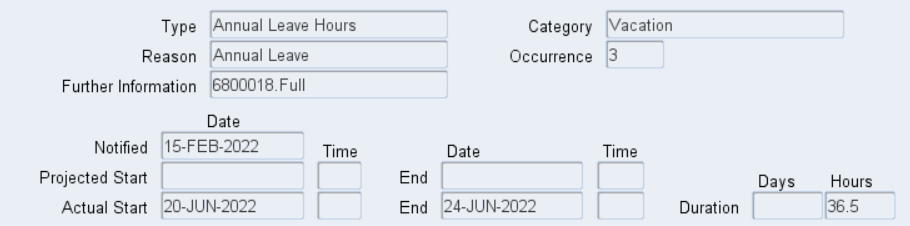 Type Annual Leave Hours Category Vacation
Reason Annual Leave Occurrence 3
Further Information 6800018.Full
Date
Notified 15-FEB-2022 Time Date Time
Projected Start End Days Hours
Actual Start 20-JUN-2022 End 24-JUN-2022 Duration 36.5